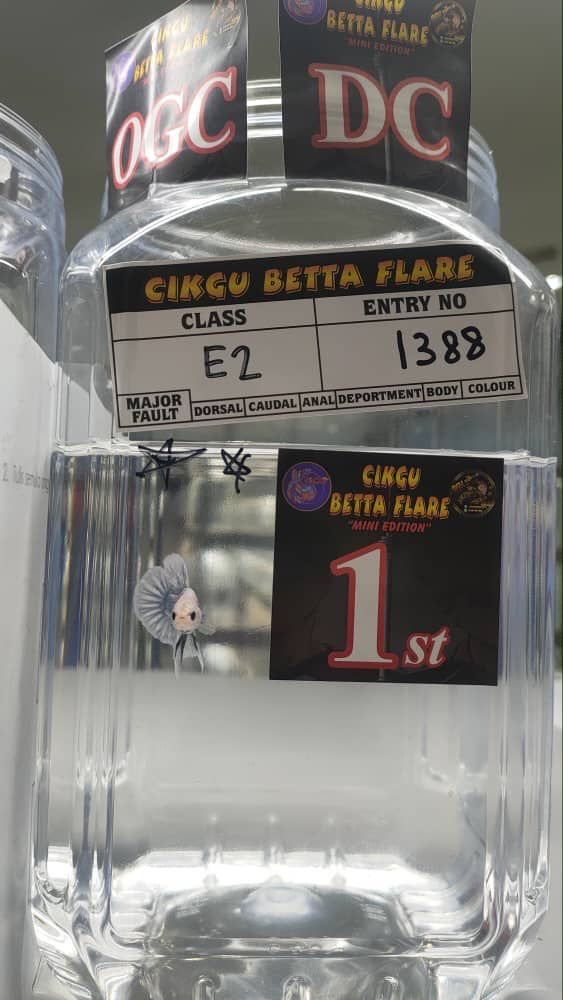 CIKGU
BETTA FLARE
OGC
CIKGU
BETTA FLARE
"MINI EDITION"
DC
CIKGU BETTA FLARE
CLASS
ENTRY NO
E2
1388
MAJOR FAULT
DORSAL
CAUDAL
ANAL
DEPORTMENT
BODY
COLOUR
CIKGU
BETTA FLARE
"MINI EDITION"
1st
2.